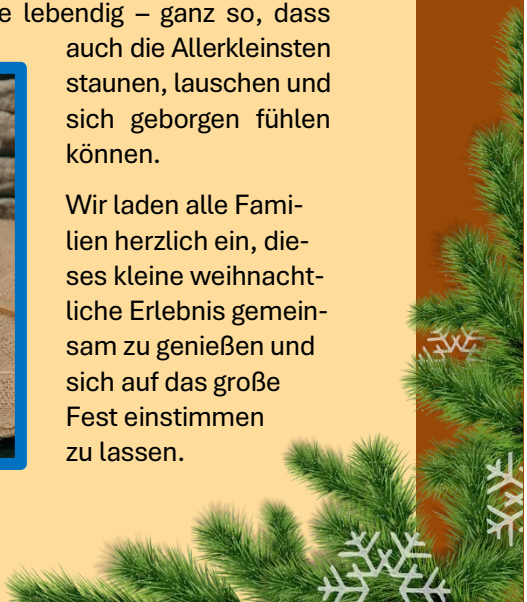 lebendig – ganz so, dass
auch die Allerkleinsten
staunen, lauschen und
sich geborgen fühlen
können.
Wir laden alle Fami-
lien herzlich ein, die-
ses kleine weihnacht-
liche Erlebnis gemein-
sam zu genießen und
sich auf das große
Fest einstimmen
zu lassen.